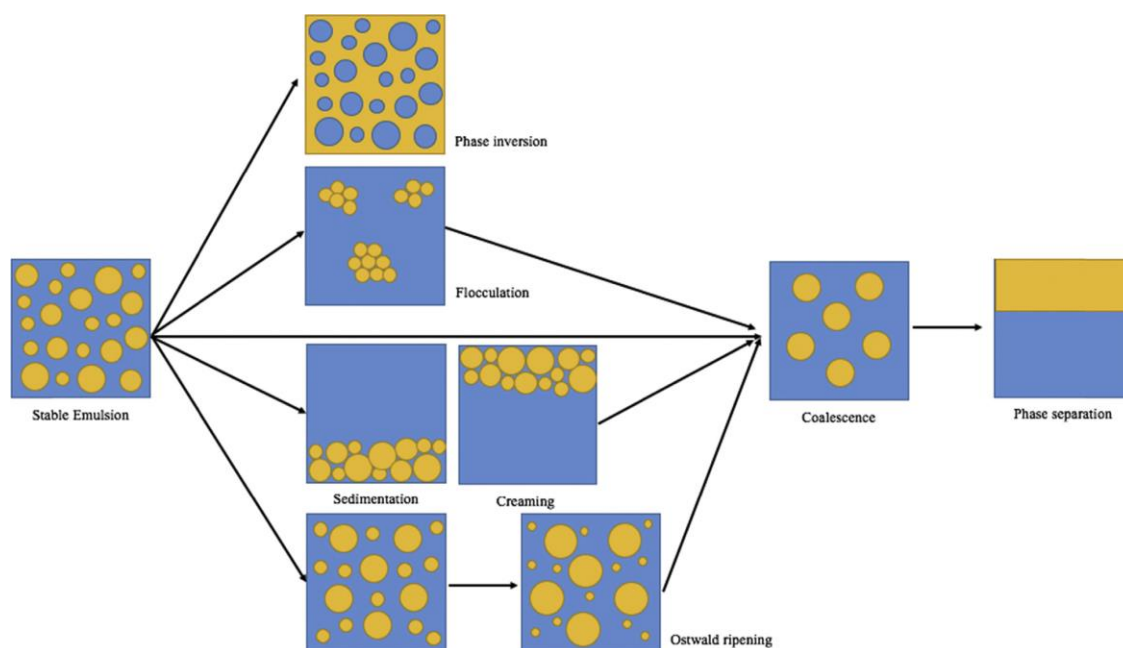 Phase inversion
Flocculation
Stable Emulsion
Coalescence
Phase separation
Sedimentation
Creaming
Ostwald ripening